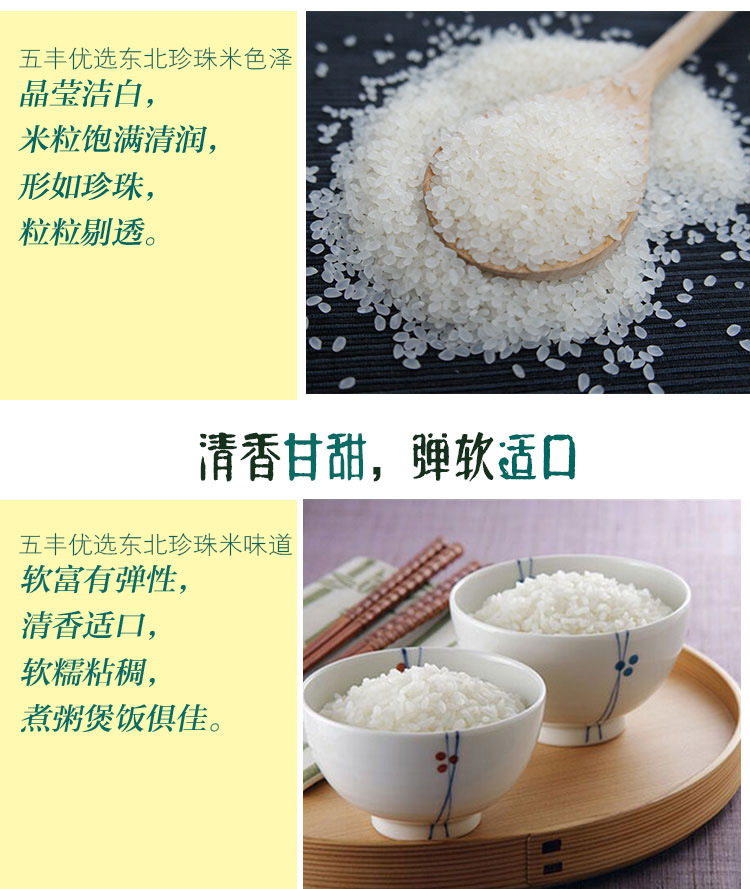 五丰优选东北珍珠米色泽
晶莹洁白，
米粒饱满清润，
形如珍珠，
粒粒剔透。
清香甘甜，弹软适口
五丰优选东北珍珠米味道
软富有弹性，
清香适口，
软糯粘稠，
煮粥煲饭俱佳。